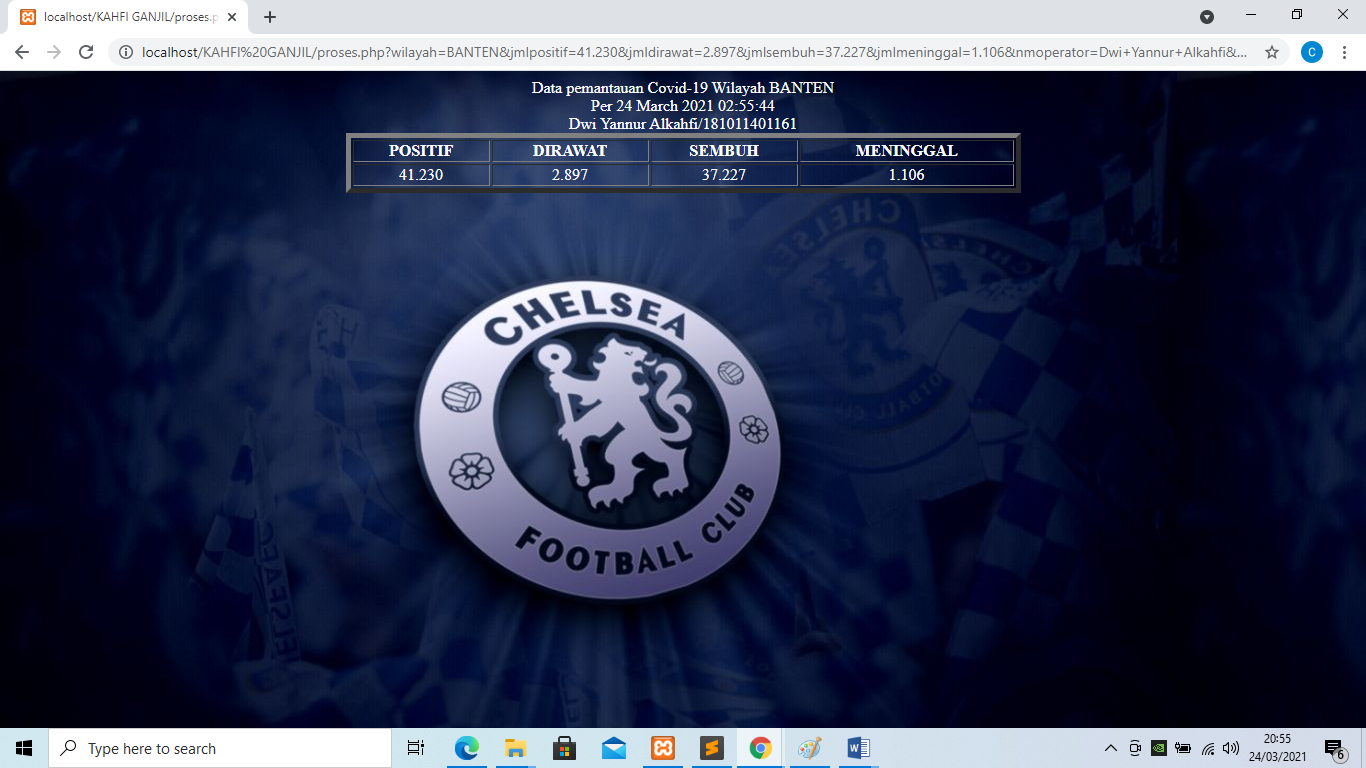 localhost/KAHFI GANJIL/proses.p
localhost/KAHFI%20GANJIL/proses.php?wilayah=BANTEN&jmlpositif=41.230&jmldirawat=2.897&jmlsembuh=37.227&jmlmeninggal=1.106&nmoperator=Dwi+Yannur+Alkahfi&...
C
Data pemantauan Covid-19 Wilayah BANTEN
Per 24 March 2021 02:55:44
Dwi Yannur Alkahfi/181011401161
POSITIF DIRAWAT SEMBUH MENINGGAL
41.230 2.897 37.227 1.106
CHELSEA
FOOTBALL CLUB
CHELSEA
CHELSEA
Type here to search
20:55
24/03/2021
6